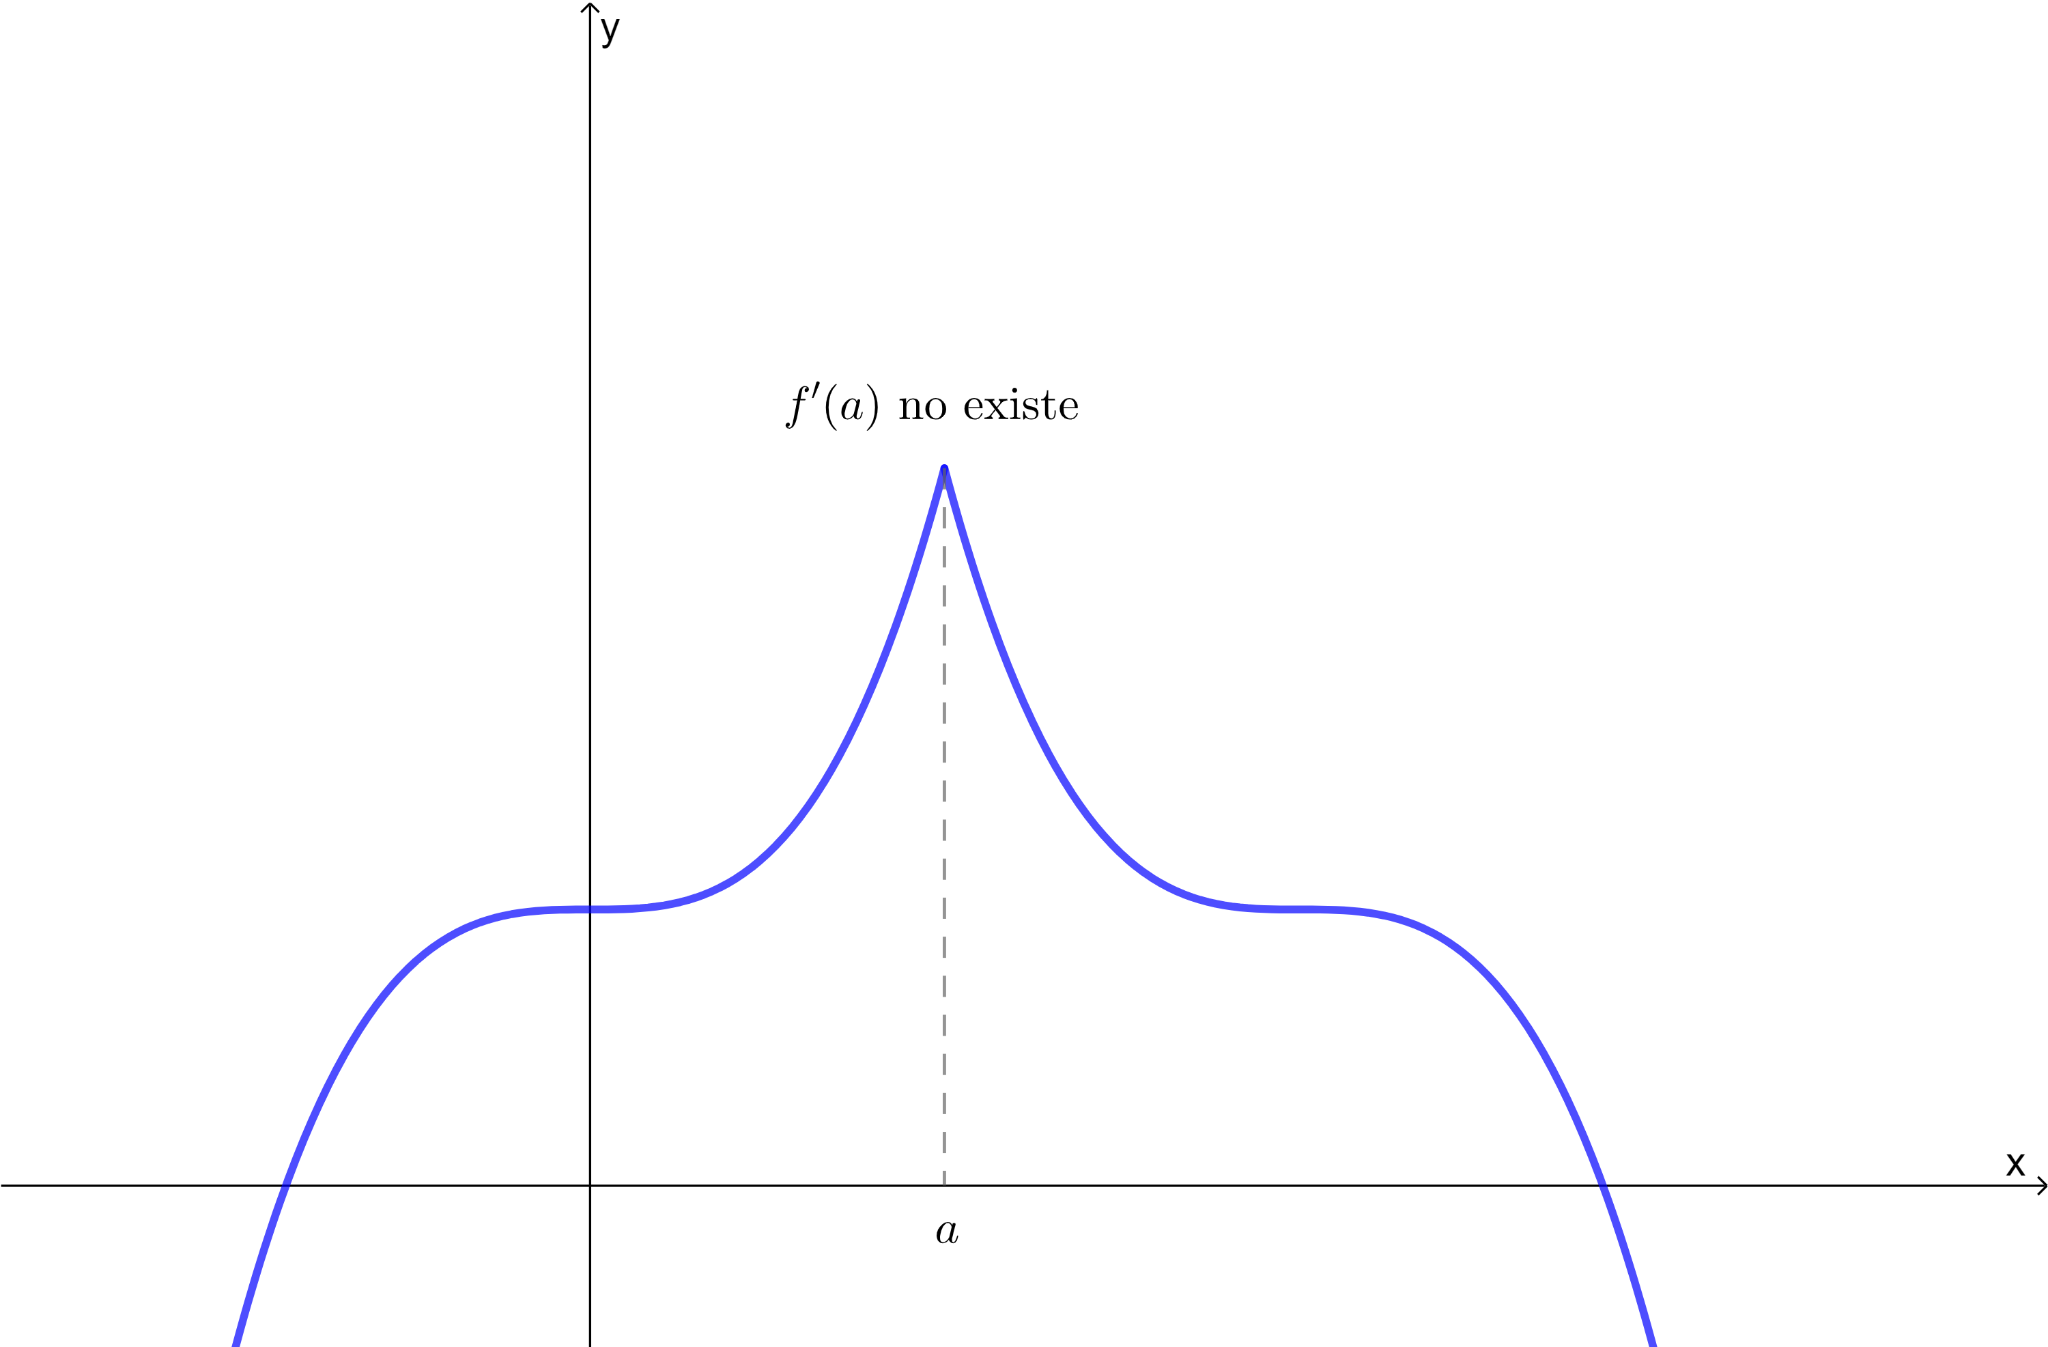 y
f′(a) no existe
x
a